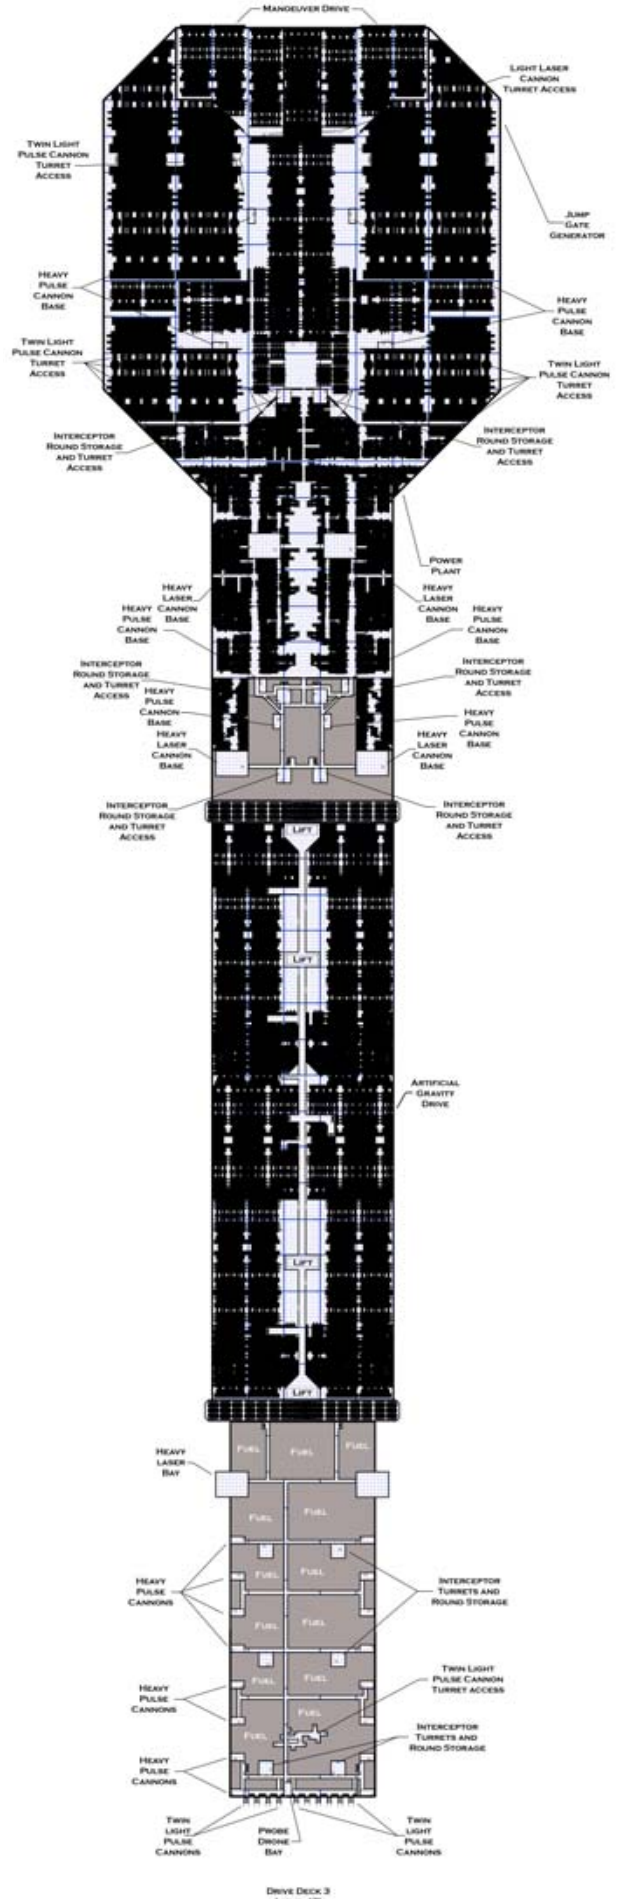 Manoeuver Drive
Light Laser
Cannon
Turret Access
Twin Light
Pulse Cannon
Turret
Access
Jump
Gate
Generator
Heavy
Pulse
Cannon
Base
Heavy
Pulse
Cannon
Base
Twin Light
Pulse Cannon
Turret
Access
Twin Light
Pulse Cannon
Turret
Access
Interceptor
Round Storage
and Turret
Access
Interceptor
Round Storage
and Turret
Access
Power
Plant
Heavy
Laser
Cannon
Base
Heavy
Laser
Cannon
Base
Heavy
Pulse
Cannon
Base
Heavy
Pulse
Cannon
Base
Interceptor
Round Storage
and Turret
Access
Interceptor
Round Storage
and Turret
Access
Heavy
Pulse
Cannon
Base
Heavy
Pulse
Cannon
Base
Heavy
Laser
Cannon
Base
Heavy
Laser
Cannon
Base
Interceptor
Round Storage
and Turret
Access
Interceptor
Round Storage
and Turret
Access
Lift
Lift
Artificial
Gravity
Drive
Lift
Lift
Fuel
Fuel
Fuel
Heavy
Laser
Bay
Fuel
Fuel
Fuel
Fuel
Heavy
Pulse
Cannons
Interceptor
Turrets and
Round Storage
Fuel
Fuel
Fuel
Fuel
Twin Light
Pulse Cannon
Turret access
Heavy
Pulse
Cannons
Fuel
Fuel
Interceptor
Turrets and
Round Storage
Heavy
Pulse
Cannons
Twin
Light
Pulse
Cannons
Probe
Drone
Bay
Twin
Light
Pulse
Cannons
Drive Deck 3